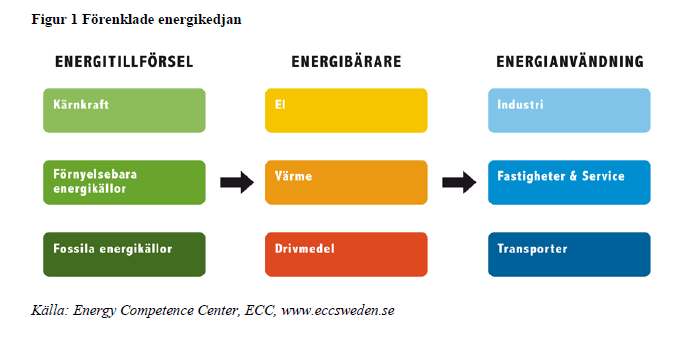 Figur 1 Förenklade energikedjan
ENERGITILLFÖRSEL
Kärnkraft
Förnyelsebara
energikällor
Fossila energikällor
ENERGIBÄRARE
El
Värme
Drivmedel
ENERGIANVÄNDNING
Industri
Fastigheter & Service
Transporter
Källa: Energy Competence Center, ECC, www.eccsweden.se